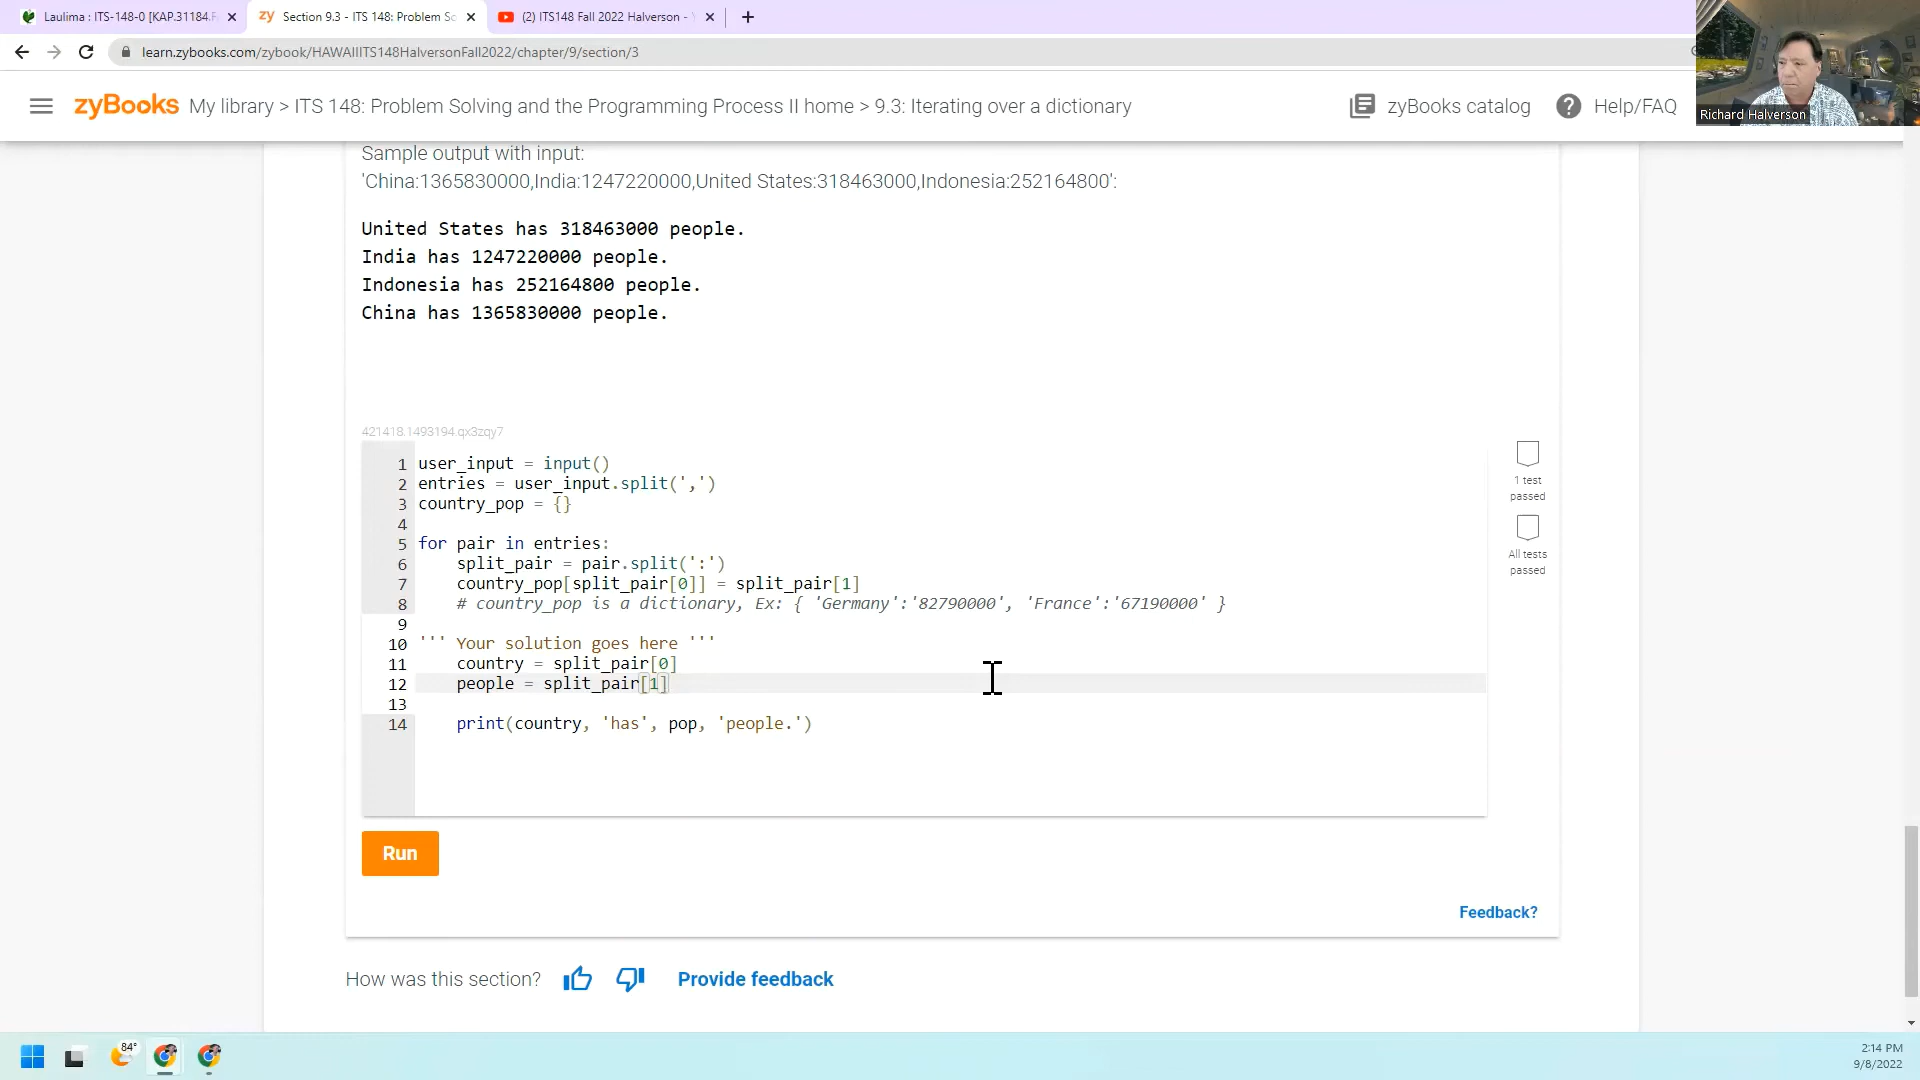 Laulima : ITS-148-0 [KAP.31184.F
Section 9.3 - ITS 148: Problem So
(2) ITS148 Fall 2022 Halverson -
learn.zybooks.com/zybook/HAWAIIITS148HalversonFall2022/chapter/9/section/3
zyBooks My library > ITS 148: Problem Solving and the Programming Process II home > 9.3: Iterating over a dictionary
zyBooks catalog
Help/FAQ
Richard Halverson
Sample output with input:
'China:1365830000,India:1247220000,United States:318463000,Indonesia:252164800':
United States has 318463000 people.
India has 1247220000 people.
Indonesia has 252164800 people.
China has 1365830000 people.
421418.1493194.qx3zqy7
1 user_input = input()
2 entries = user_input.split(',')
3 country_pop = {}
4
5 for pair in entries:
6     split_pair = pair.split(':')
7     country_pop[split_pair[0]] = split_pair[1]
8     # country_pop is a dictionary, Ex: { 'Germany':'82790000', 'France':'67190000' }
9
10 ''' Your solution goes here '''
11     country = split_pair[0]
12     people = split_pair[1]
13
14     print(country, 'has', pop, 'people.')
1 test
passed
All tests
passed
Run
Feedback?
How was this section?
Provide feedback
84°
2:14 PM
9/8/2022